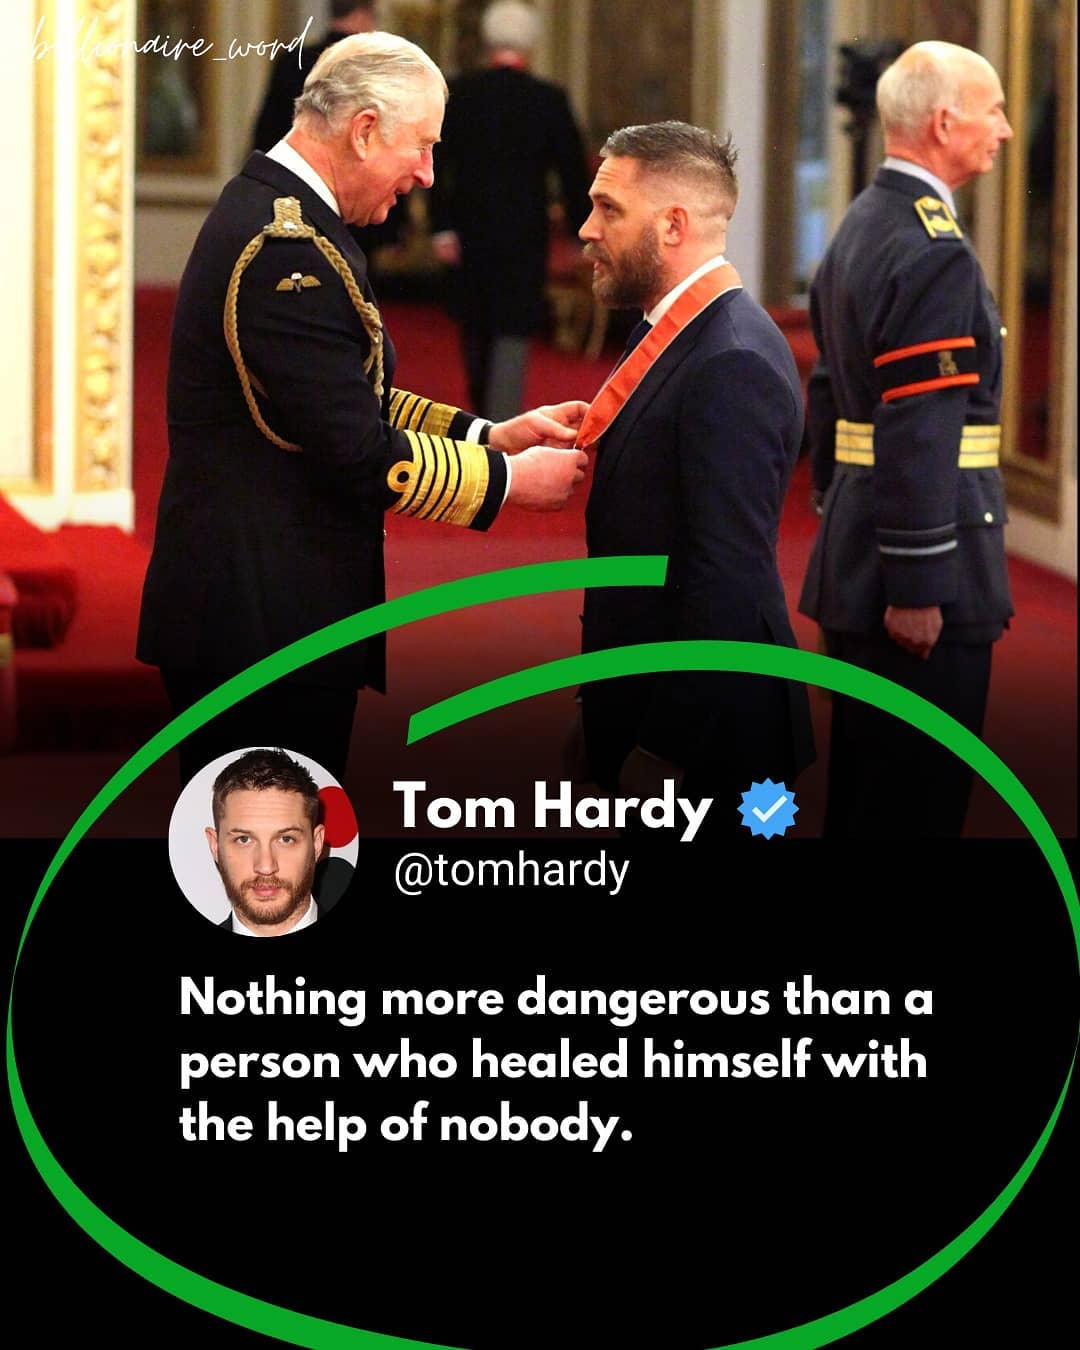 billionaire_word
Tom Hardy
@tomhardy
Nothing more dangerous than a
person who healed himself with
the help of nobody.